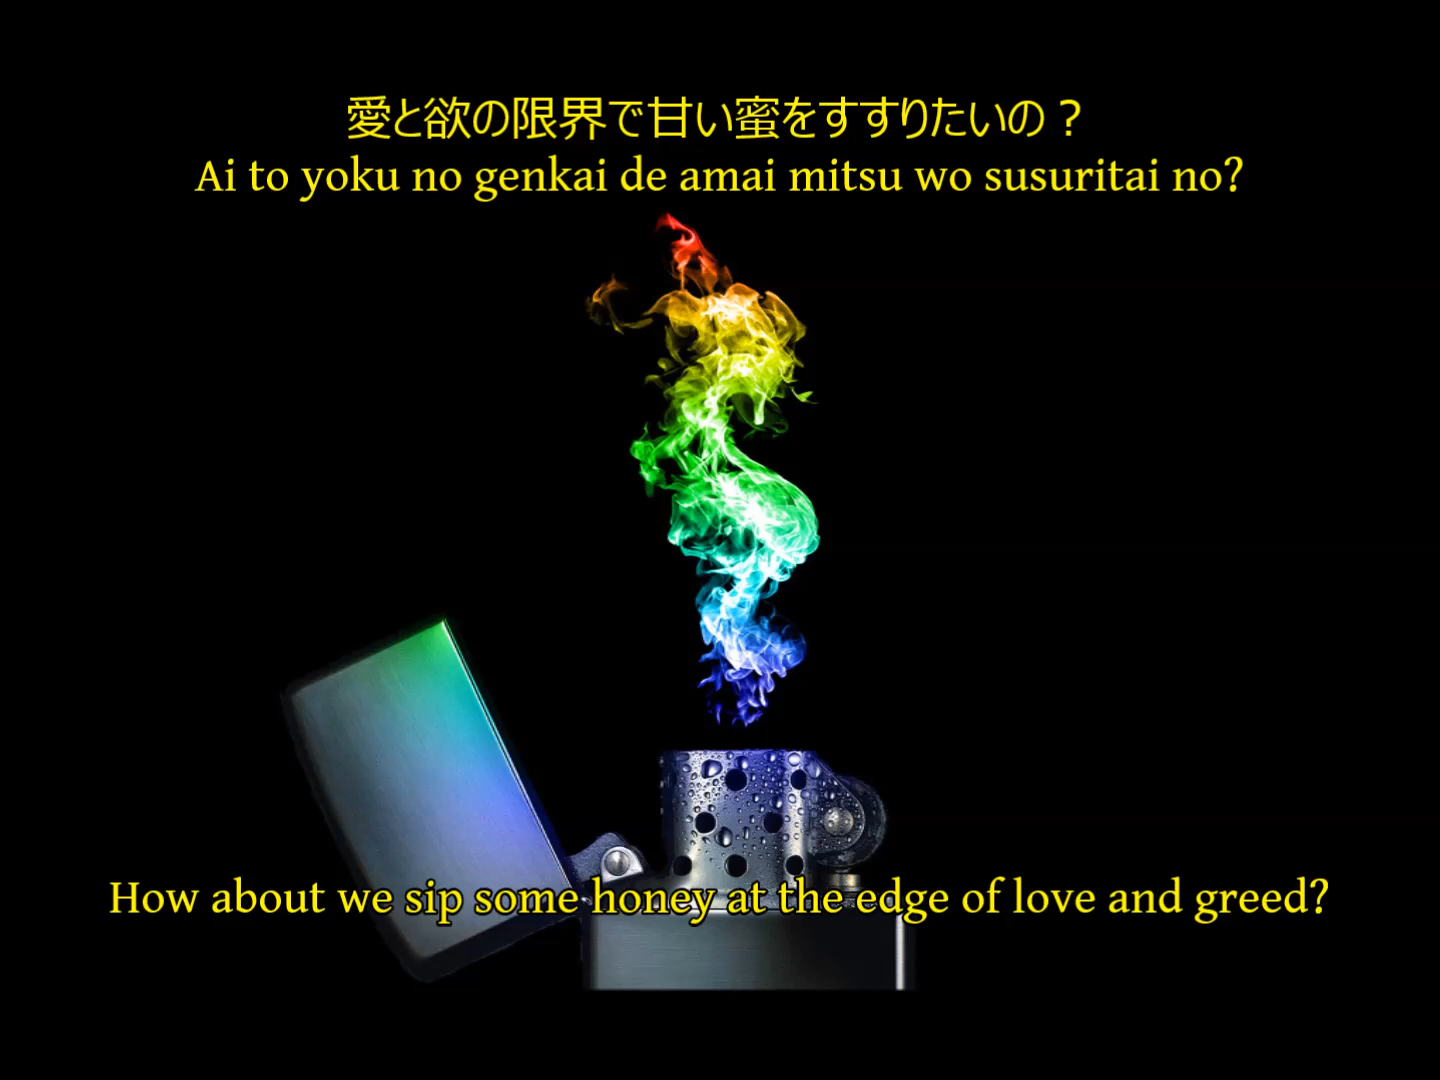 愛と欲の限界で甘い蜜をすすりたいの？
Ai to yoku no genkai de amai mitsu wo susuritai no?
How about we sip some honey at the edge of love and greed?